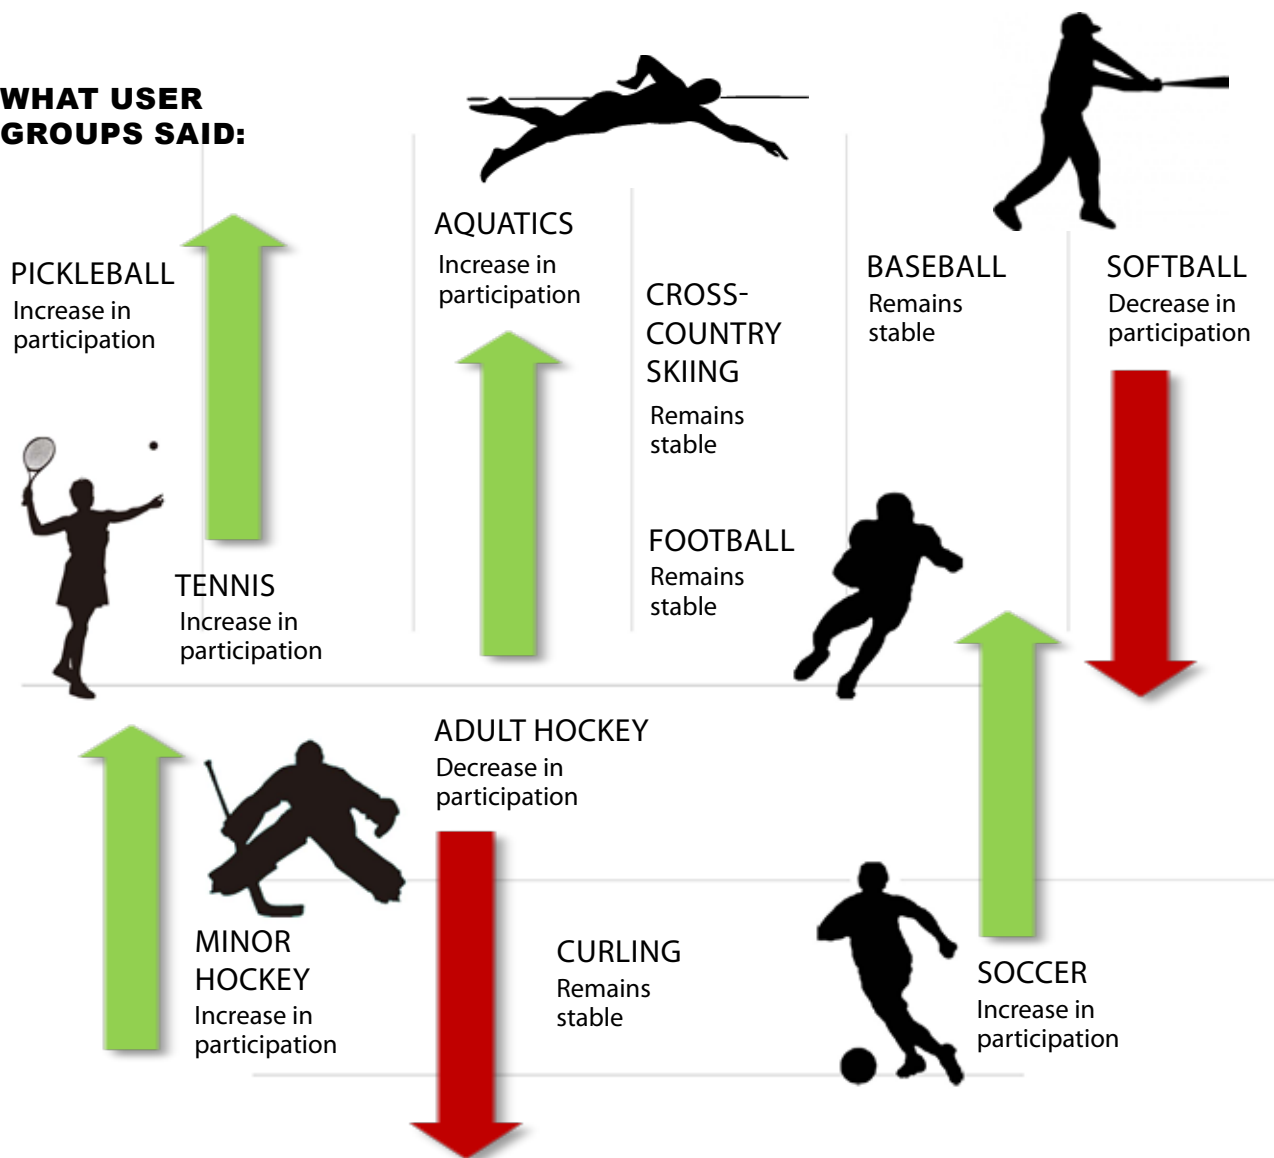 WHAT USER
GROUPS SAID:
PICKLEBALL
Increase in
participation
TENNIS
Increase in
participation
AQUATICS
Increase in
participation
CROSS-
COUNTRY
SKIING
Remains
stable
FOOTBALL
Remains
stable
BASEBALL
Remains
stable
SOFTBALL
Decrease in
participation
MINOR
HOCKEY
Increase in
participation
ADULT HOCKEY
Decrease in
participation
CURLING
Remains
stable
SOCCER
Increase in
participation